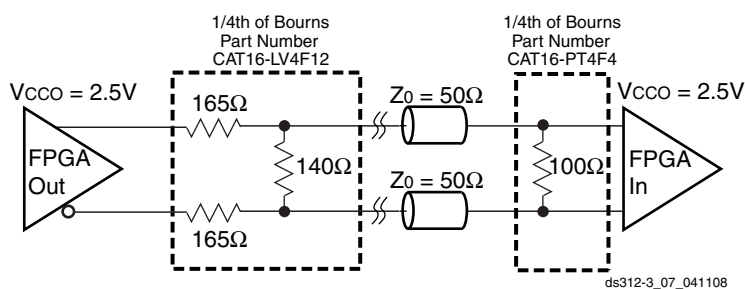 1/4th of Bourns
Part Number
CAT16-LV4F12
1/4th of Bourns
Part Number
CAT16-PT4F4
VCCO = 2.5V
165Ω
Z0 = 50Ω
VCCO = 2.5V
FPGA
Out
140Ω
Z0 = 50Ω
100Ω
FPGA
In
165Ω
ds312-3_07_041108